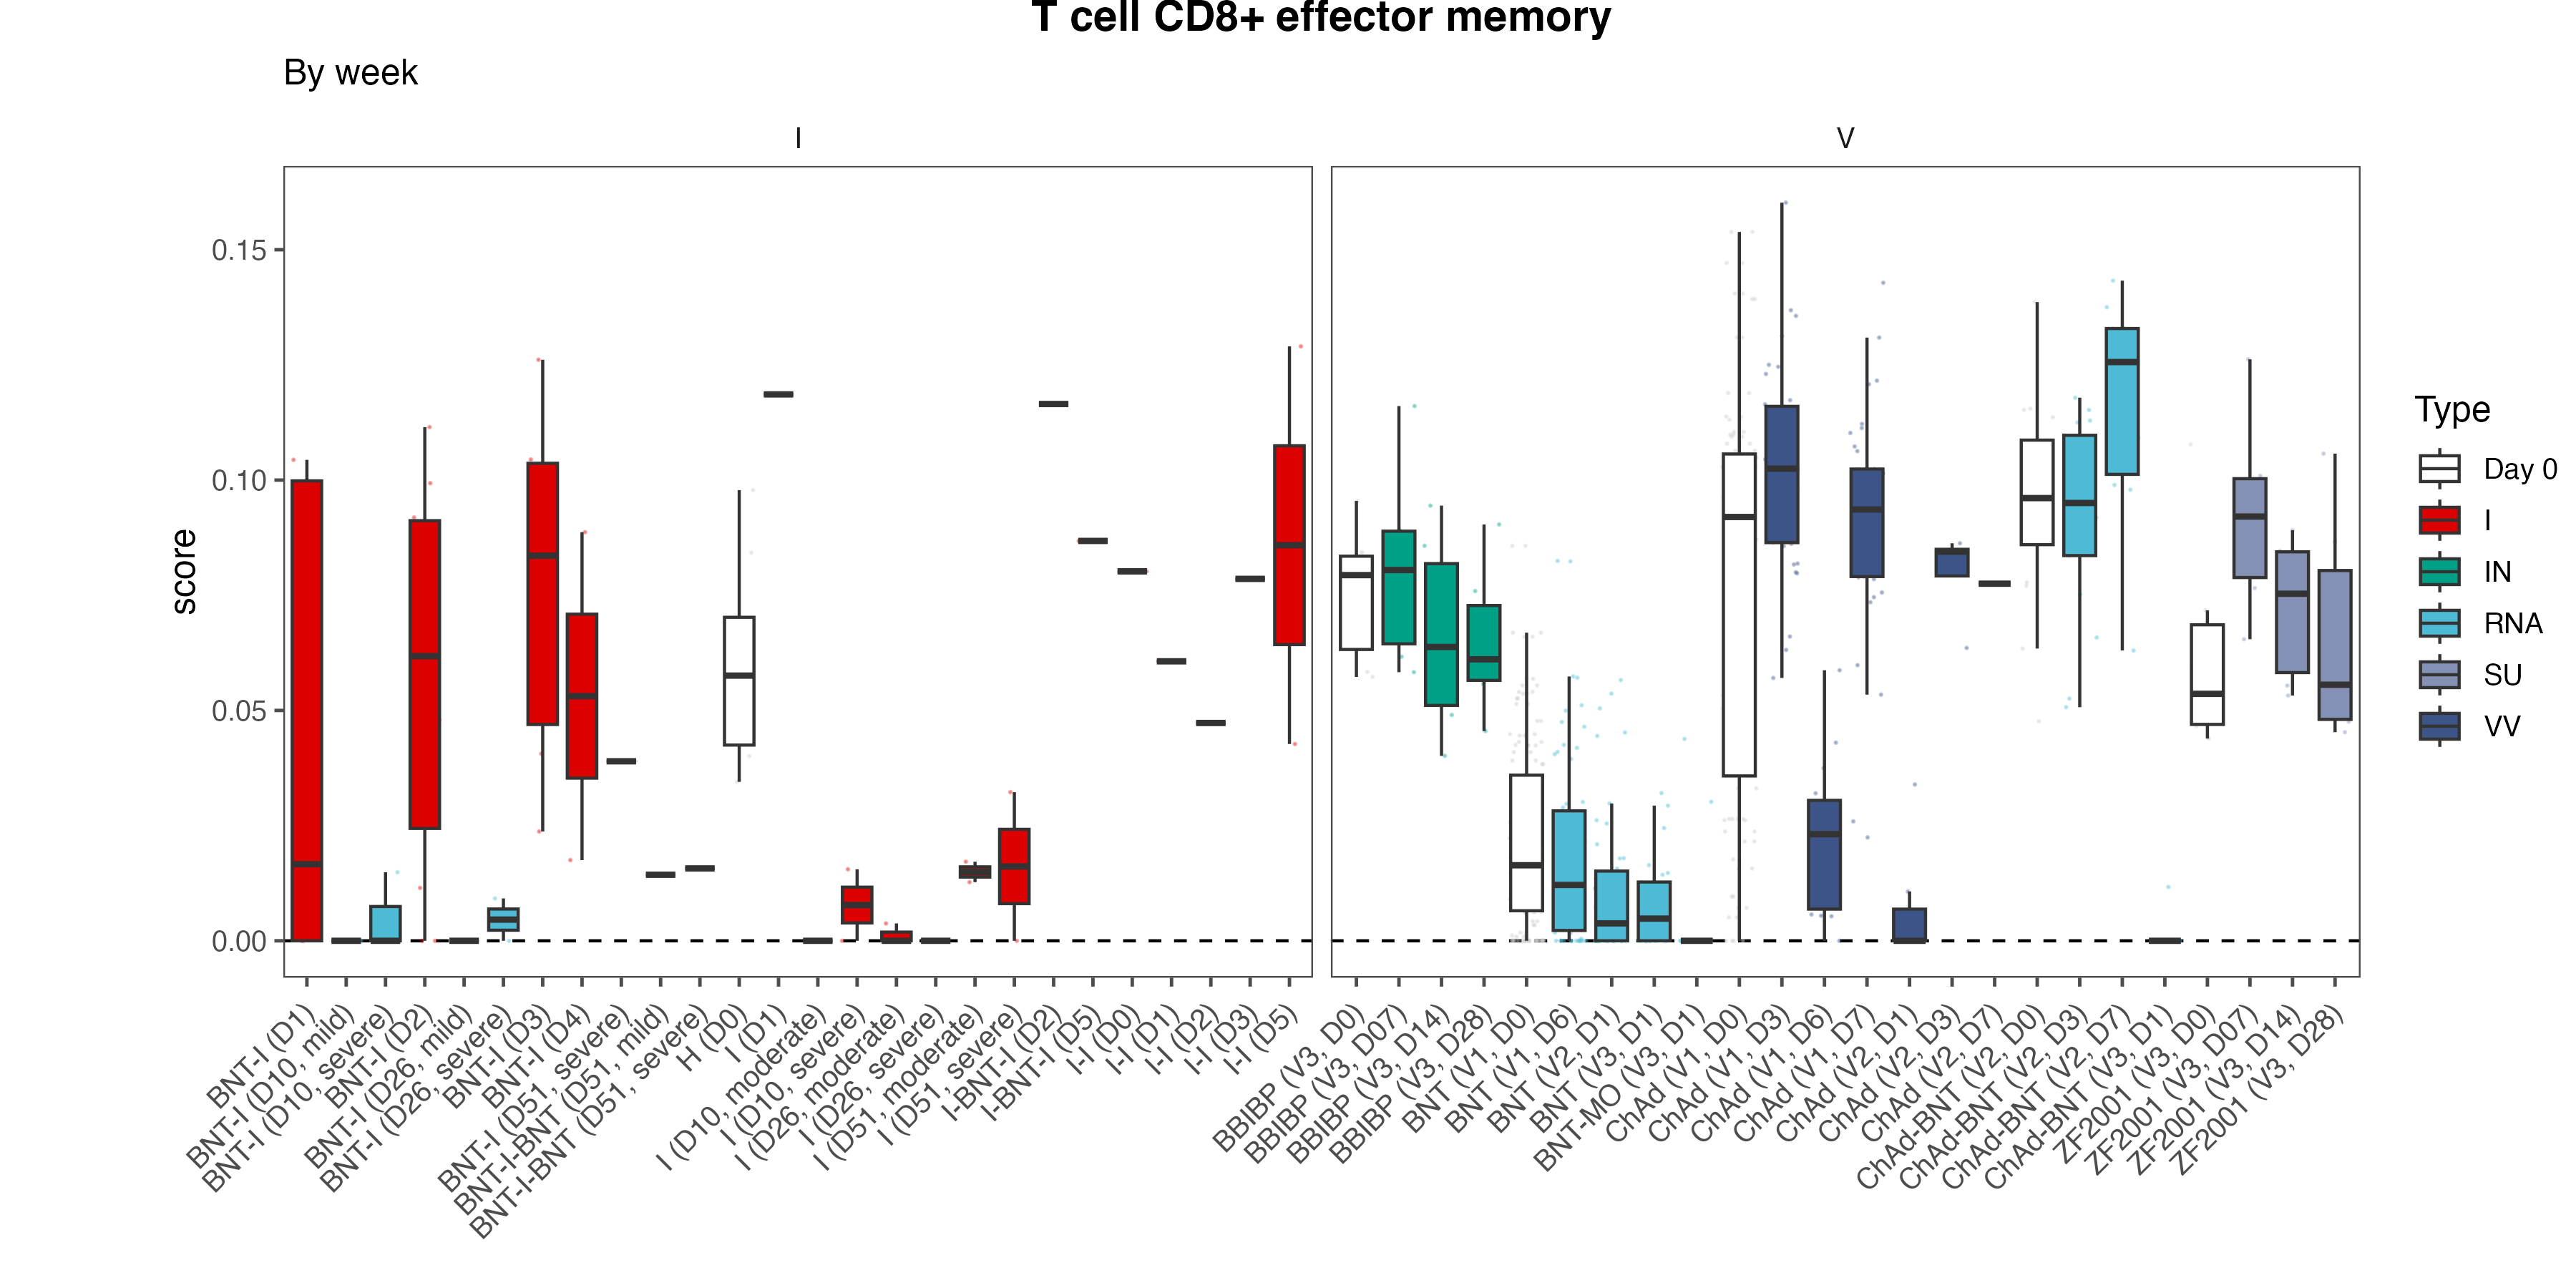 T cell CD8+ effector memory
By week
I
V
score
0.15
0.10
0.05
0.00
BNT-I (D1)
BNT-I (D10, mild)
BNT-I (D10, severe)
BNT-I (D2)
BNT-I (D26, mild)
BNT-I (D26, severe)
BNT-I (D3)
BNT-I (D4)
BNT-I (D51, severe)
BNT-I-BNT (D51, mild)
BNT-I-BNT (D51, severe)
H (D0)
I (D1)
I (D10, moderate)
I (D10, severe)
I (D26, moderate)
I (D26, severe)
I (D51, moderate)
I (D51, severe)
I-BNT-I (D2)
I-BNT-I (D5)
I-I (D0)
I-I (D1)
I-I (D2)
I-I (D3)
I-I (D5)
BBIBP (V3, D0)
BBIBP (V3, D07)
BBIBP (V3, D14)
BBIBP (V3, D28)
BNT (V1, D0)
BNT (V1, D6)
BNT (V2, D1)
BNT (V3, D1)
BNT-MO (V3, D1)
ChAd (V1, D0)
ChAd (V1, D3)
ChAd (V1, D6)
ChAd (V1, D7)
ChAd (V2, D1)
ChAd (V2, D3)
ChAd (V2, D7)
ChAd-BNT (V2, D0)
ChAd-BNT (V2, D3)
ChAd-BNT (V2, D7)
ChAd-BNT (V3, D1)
ZF2001 (V3, D0)
ZF2001 (V3, D07)
ZF2001 (V3, D14)
ZF2001 (V3, D28)
Type
Day 0
I
IN
RNA
SU
VV